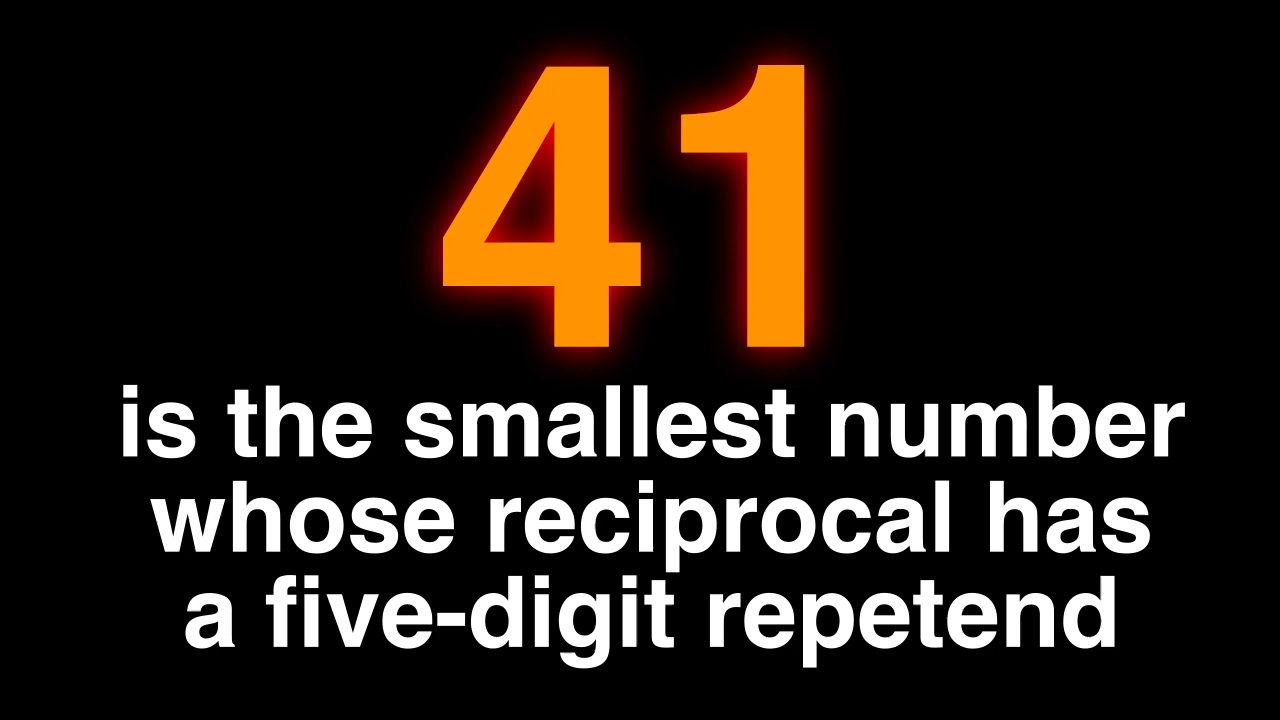 41
is the smallest number
whose reciprocal has
a five-digit repetend